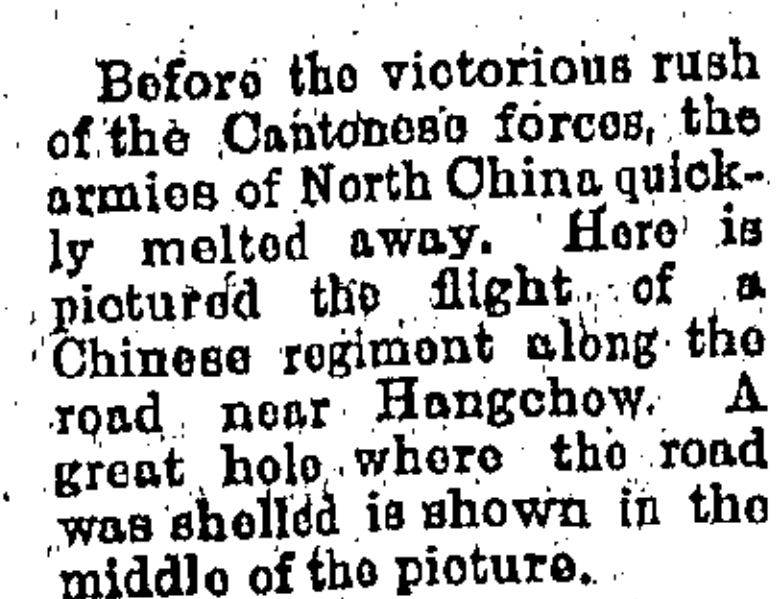 Before the victorious rush
of the Cantonese forces, the
armies of North China quick-
ly melted away. Here is
pictured the flight of a
Chinese regiment along the
road near Hangchow. A
great hole where the road
was shelled is shown in the
middle of the picture.